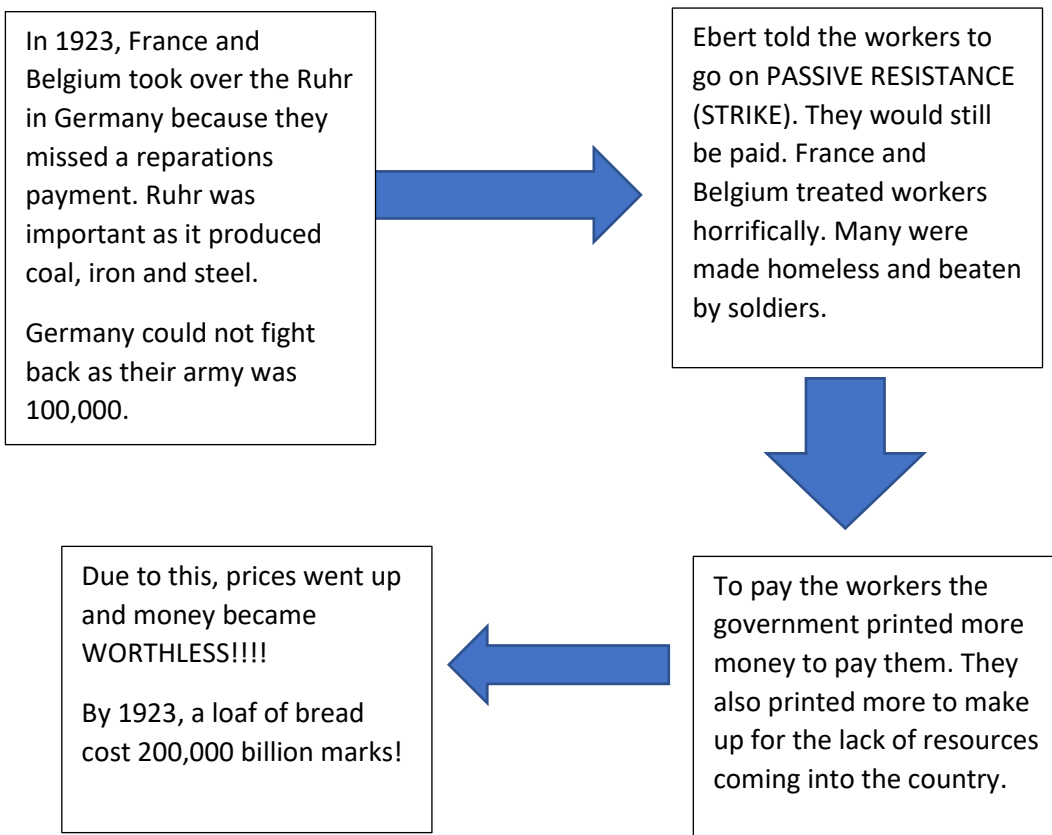 In 1923, France and
Belgium took over the Ruhr
in Germany because they
missed a reparations
payment. Ruhr was
important as it produced
coal, iron and steel.
Germany could not fight
back as their army was
100,000.
Ebert told the workers to
go on PASSIVE RESISTANCE
(STRIKE). They would still
be paid. France and
Belgium treated workers
horrifically. Many were
made homeless and beaten
by soldiers.
To pay the workers the
government printed more
money to pay them. They
also printed more to make
up for the lack of resources
coming into the country.
Due to this, prices went up
and money became
WORTHLESS!!!!
By 1923, a loaf of bread
cost 200,000 billion marks!